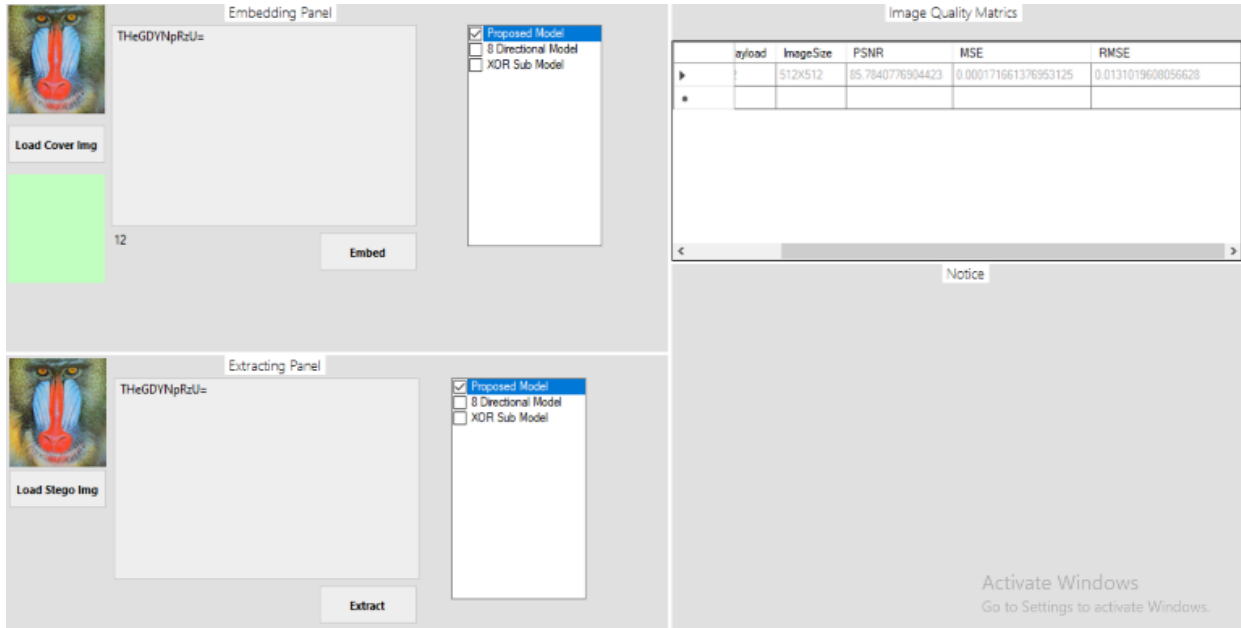 Embedding Panel
THeGDYNpRzU=
Proposed Model
8 Directional Model
XOR Sub Model
Load Cover Img
12
Embed
Image Quality Matrics
ayload ImageSize PSNR MSE RMSE
512X512 85.7840776904423 0.000171661376953125 0.0131019608056628
Notice
Extracting Panel
THeGDYNpRzU=
Proposed Model
8 Directional Model
XOR Sub Model
Load Stego Img
Extract
Activate Windows
Go to Settings to activate Windows.